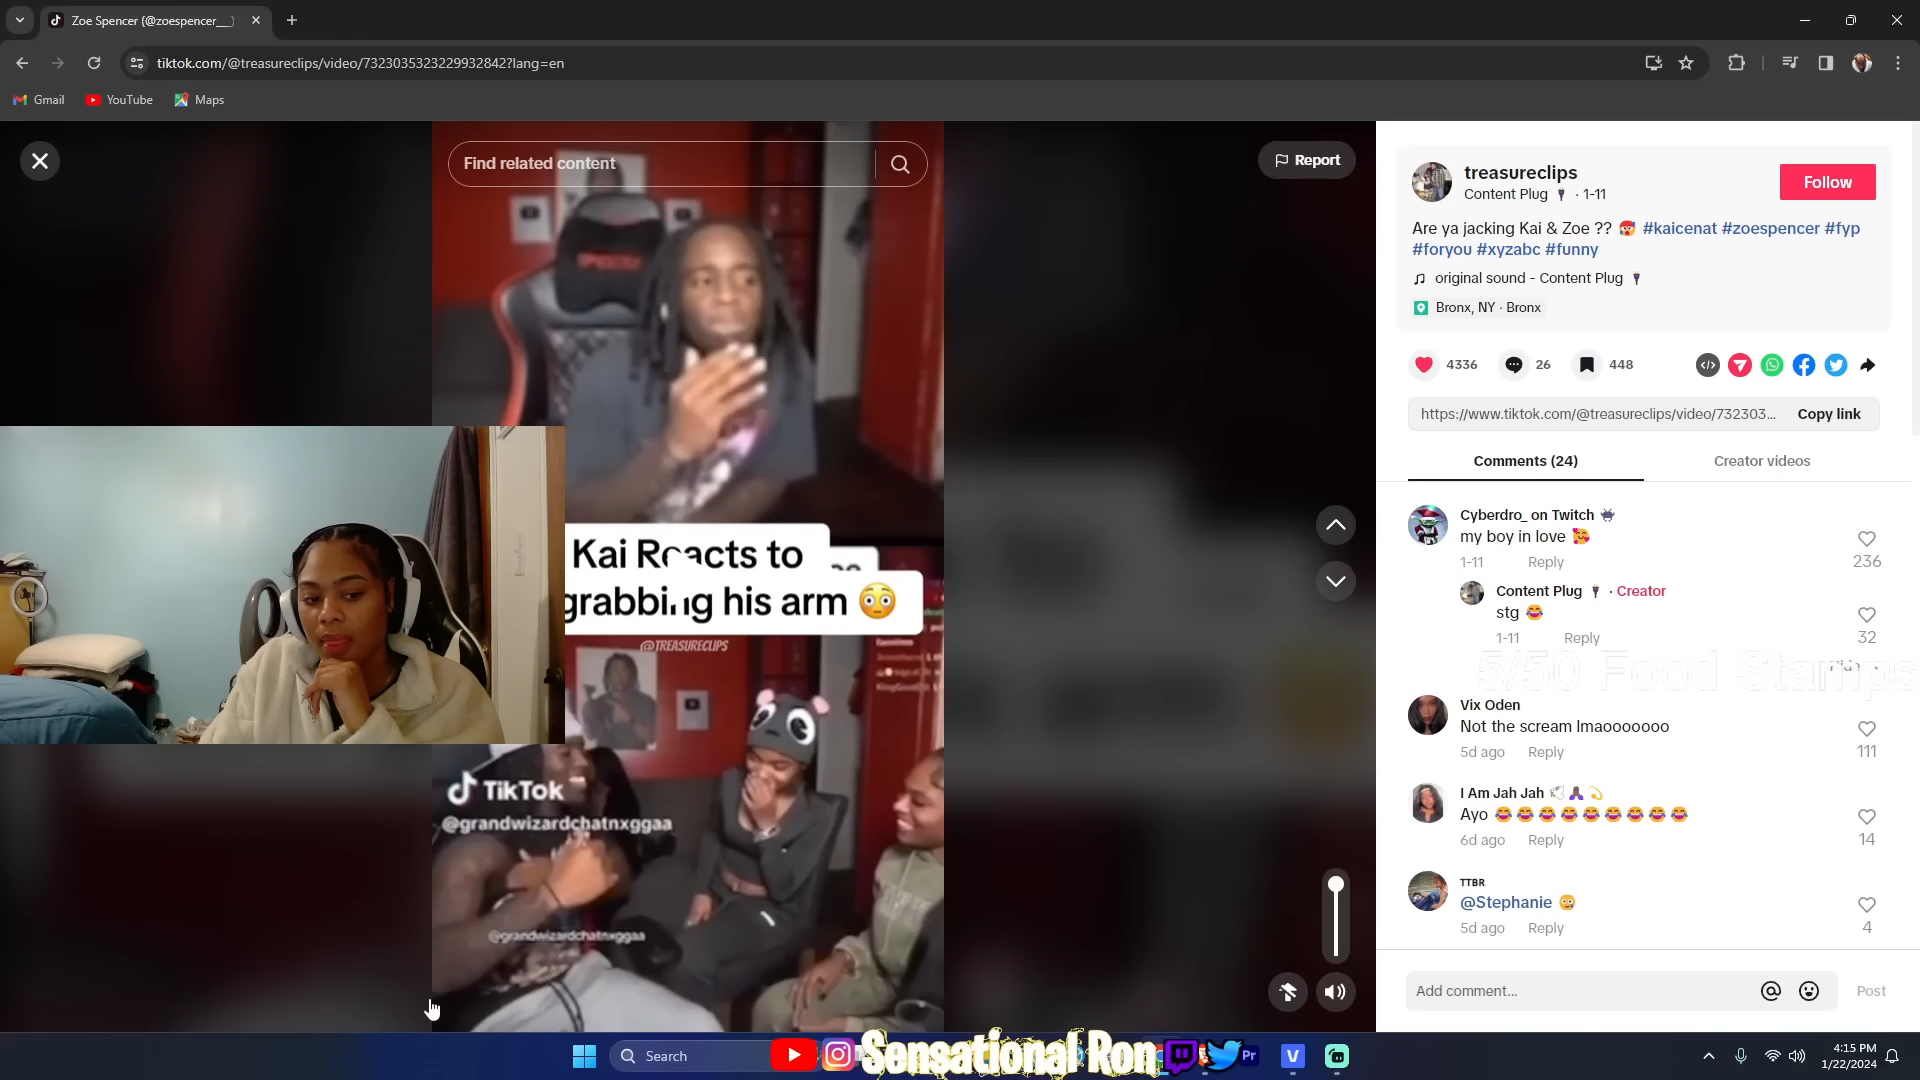 Zoe Spencer (@zoespencer__)
tiktok.com/@treasureclips/video/7323035323229932842?lang=en
Gmail
YouTube
Maps
Find related content
Report
Kai Reacts to
grabbing his arm 😳
@TREASURECLIPS
TikTok
@grandwizardchatnxggaa
@grandwizardchatnxggaa
treasureclips
Content Plug 🎙 · 1-11
Follow
Are ya jacking Kai & Zoe ?? 🥳 #kaicenat #zoespencer #fyp
#foryou #xyzabc #funny
original sound - Content Plug
Bronx, NY · Bronx
4336
26
448
https://www.tiktok.com/@treasureclips/video/732303...
Copy link
Comments (24)
Creator videos
Cyberdro_ on Twitch 👾
my boy in love 🥰
1-11
Reply
236
Content Plug · Creator
stg 😂
1-11
Reply
32
5/50 Food Stamps
Vix Oden
Not the scream lmaooooooo
5d ago
Reply
111
I Am Jah Jah
Ayo 😂😂😂😂😂😂😂😂😂
6d ago
Reply
14
TTBR
@Stephanie
5d ago
Reply
4
Add comment...
Post
Search
Sensational Ron
Pr
V
4:15 PM
1/22/2024